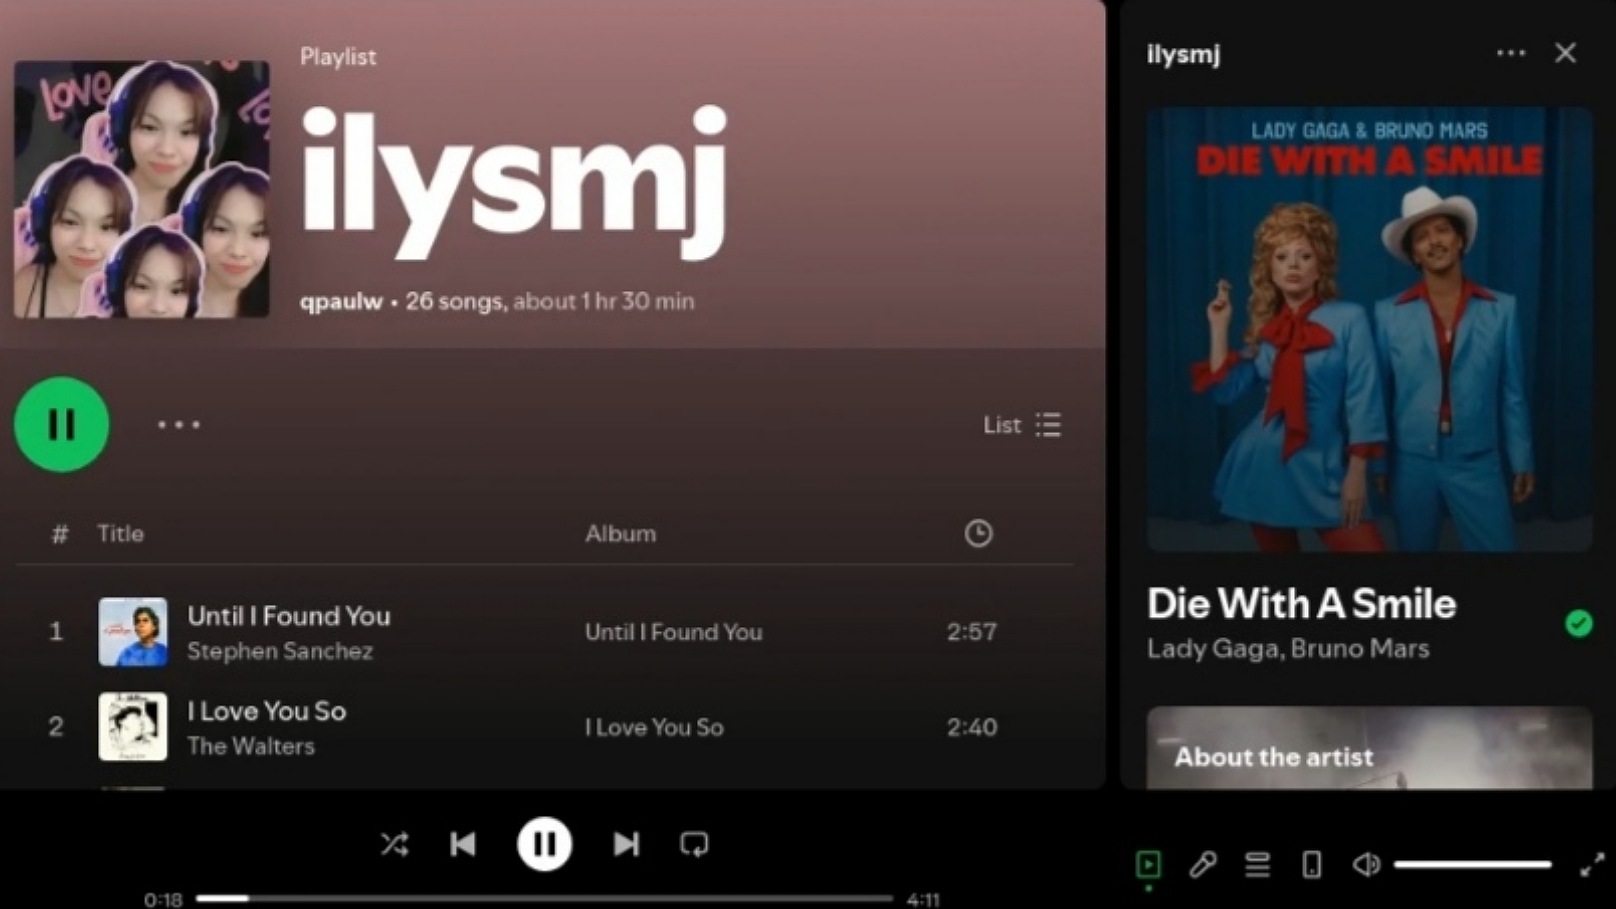 Playlist
love
ilysmj
qpaulw • 26 songs, about 1 hr 30 min
List
# Title Album
1 Until I Found You Until I Found You 2:57
Stephen Sanchez
2 I Love You So I Love You So 2:40
The Walters
ilysmj
LADY GAGA & BRUNO MARS
DIE WITH A SMILE
Die With A Smile
Lady Gaga, Bruno Mars
About the artist
0:18 4:11